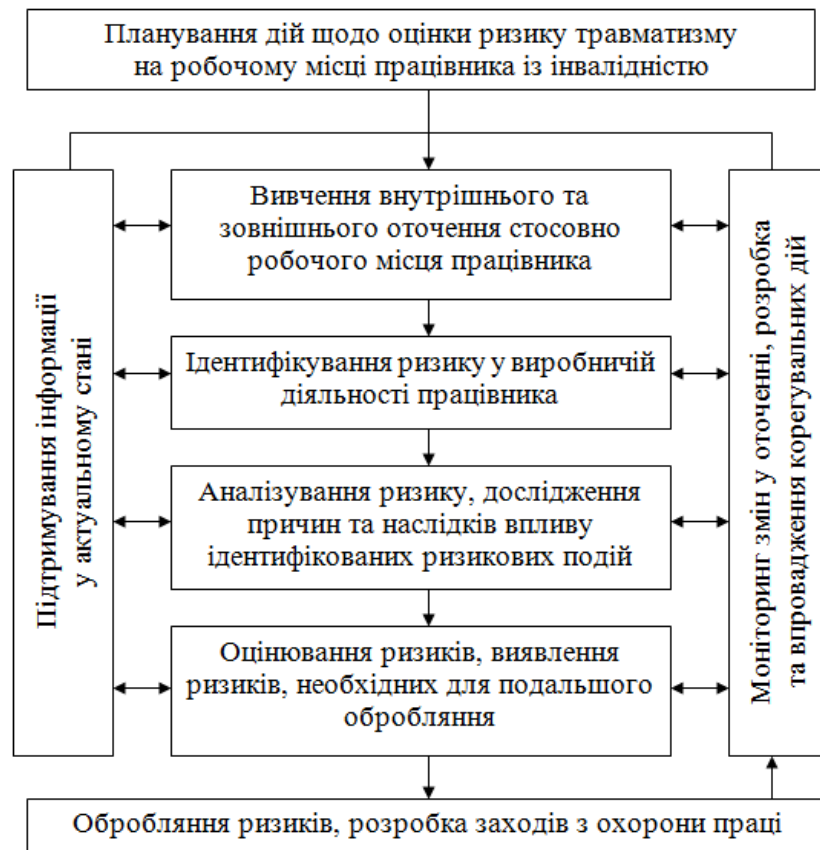 Планування дій щодо оцінки ризику травматизму
на робочому місці працівника із інвалідністю
Підтримування інформації
у актуальному стані
Вивчення внутрішнього та
зовнішнього оточення стосовно
робочого місця працівника
Ідентифікування ризику у виробничій
діяльності працівника
Аналізування ризику, дослідження
причин та наслідків впливу
ідентифікованих ризикових подій
Оцінювання ризиків, виявлення
ризиків, необхідних для подальшого
обробляння
Моніторинг змін у оточенні, розробка
та впровадження корегувальних дій
Обробляння ризиків, розробка заходів з охорони праці